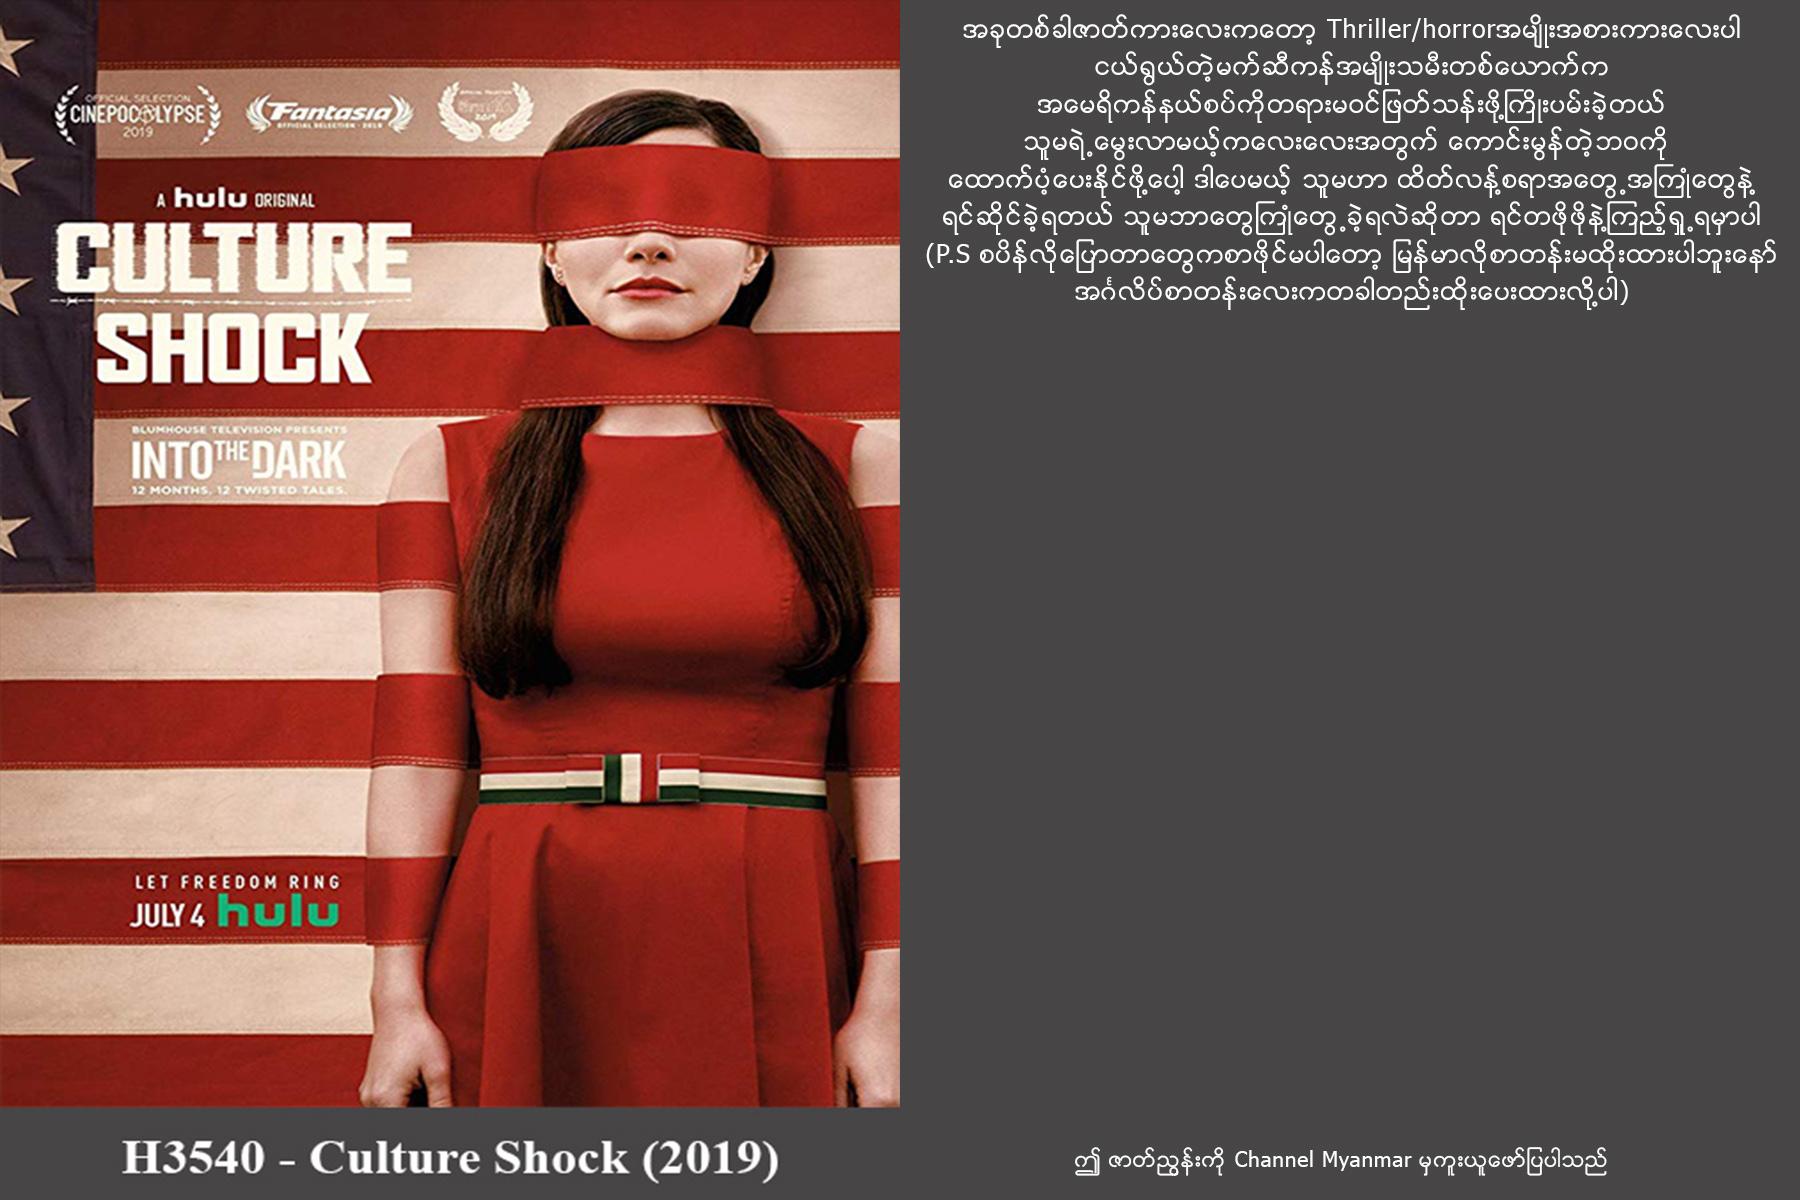 OFFICIAL SELECTION
CINEPOCALYPSE
2019
Fantasia
OFFICIAL SELECTION - 2019
OFFICIAL SELECTION
2019
A hulu ORIGINAL
CULTURE
SHOCK
BLUMHOUSE TELEVISION PRESENTS
INTO THE DARK
12 MONTHS. 12 TWISTED TALES.
LET FREEDOM RING
JULY 4 hulu
H3540 - Culture Shock (2019)
အခုတစ်ခါဇာတ်ကားလေးကတော့ Thriller/horrorအမျိုးအစားကားလေးပါ
ငယ်ရွယ်တဲ့မက်ဆီကန်အမျိုးသမီးတစ်ယောက်က
အမေရိကန်နယ်စပ်ကိုတရားမဝင်ဖြတ်သန်းဖို့ကြိုးပမ်းခဲ့တယ်
သူမရဲ့မွေးလာမယ့်ကလေးလေးအတွက် ကောင်းမွန်တဲ့ဘဝကို
ထောက်ပံ့ပေးနိုင်ဖို့ပေါ့ ဒါပေမယ့် သူမဟာ ထိတ်လန့်စရာအတွေ့အကြုံတွေနဲ့
ရင်ဆိုင်ခဲ့ရတယ် သူမဘာတွေကြုံတွေ့ခဲ့ရလဲဆိုတာ ရင်တဖိုဖိုနဲ့ကြည့်ရှု့ရမှာပါ
(P.S စပိန်လိုပြောတာတွေကစာဖိုင်မပါတော့ မြန်မာလိုစာတန်းမထိုးထားပါဘူးနော်
အင်္ဂလိပ်စာတန်းလေးကတခါတည်းထိုးပေးထားလို့ပါ)
ဤ ဇာတ်ညွှန်းကို Channel Myanmar မှကူးယူဖော်ပြပါသည်